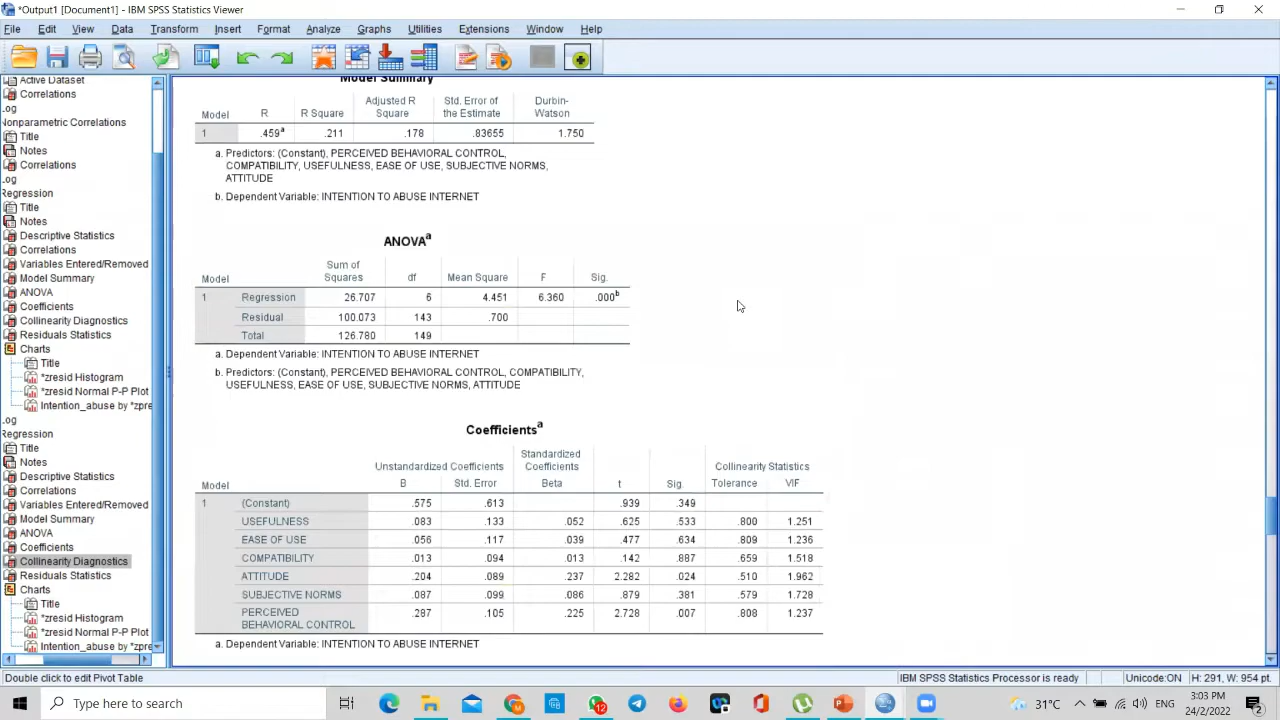 *Output1 [Document1] - IBM SPSS Statistics Viewer
File Edit View Data Transform Insert Format Analyze Graphs Utilities Extensions Window Help
Active Dataset
Correlations
og
Nonparametric Correlations
Title
Notes
Correlations
og
Regression
Title
Notes
Descriptive Statistics
Correlations
Variables Entered/Removed
Model Summary
ANOVA
Coefficients
Collinearity Diagnostics
Residuals Statistics
Charts
Title
*zresid Histogram
*zresid Normal P-P Plot
Intention_abuse by *zpre
og
Regression
Title
Notes
Descriptive Statistics
Correlations
Variables Entered/Removed
Model Summary
ANOVA
Coefficients
Collinearity Diagnostics
Residuals Statistics
Charts
Title
*zresid Histogram
*zresid Normal P-P Plot
Intention_abuse by *zpre
Model Summary
Model R R Square Adjusted R Square Std. Error of the Estimate Durbin-Watson
1 .459a .211 .178 .83655 1.750
a. Predictors: (Constant), PERCEIVED BEHAVIORAL CONTROL,
COMPATIBILITY, USEFULNESS, EASE OF USE, SUBJECTIVE NORMS,
ATTITUDE
b. Dependent Variable: INTENTION TO ABUSE INTERNET
ANOVAa
Model Sum of Squares df Mean Square F Sig.
1 Regression 26.707 6 4.451 6.360 .000b
Residual 100.073 143 .700
Total 126.780 149
a. Dependent Variable: INTENTION TO ABUSE INTERNET
b. Predictors: (Constant), PERCEIVED BEHAVIORAL CONTROL, COMPATIBILITY,
USEFULNESS, EASE OF USE, SUBJECTIVE NORMS, ATTITUDE
Coefficientsa
Unstandardized Coefficients Standardized Coefficients Collinearity Statistics
Model B Std. Error Beta t Sig. Tolerance VIF
1 (Constant) .575 .613 .939 .349
USEFULNESS .083 .133 .052 .625 .533 .800 1.251
EASE OF USE .056 .117 .039 .477 .634 .809 1.236
COMPATIBILITY .013 .094 .013 .142 .887 .659 1.518
ATTITUDE .204 .089 .237 2.282 .024 .510 1.962
SUBJECTIVE NORMS .087 .099 .086 .879 .381 .579 1.728
PERCEIVED BEHAVIORAL CONTROL .287 .105 .225 2.728 .007 .808 1.237
a. Dependent Variable: INTENTION TO ABUSE INTERNET
Double click to edit Pivot Table IBM SPSS Statistics Processor is ready Unicode:ON H: 291, W: 954 pt.
Type here to search 12 31°C ENG 3:03 PM
24/2/2022 2